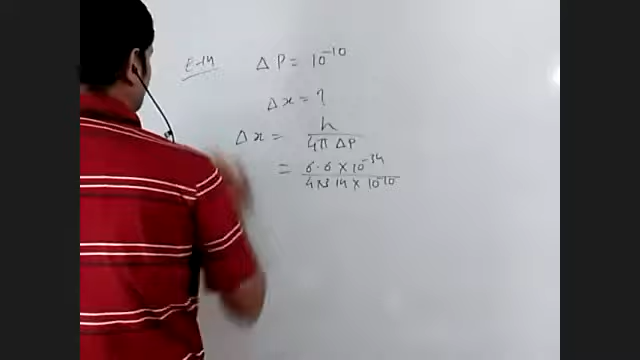 E-14 ΔP = 10⁻¹⁰
Δx = ?
Δx = h / 4π ΔP
= 6.6 × 10⁻³⁴ / 4×3.14 × 10⁻¹⁰